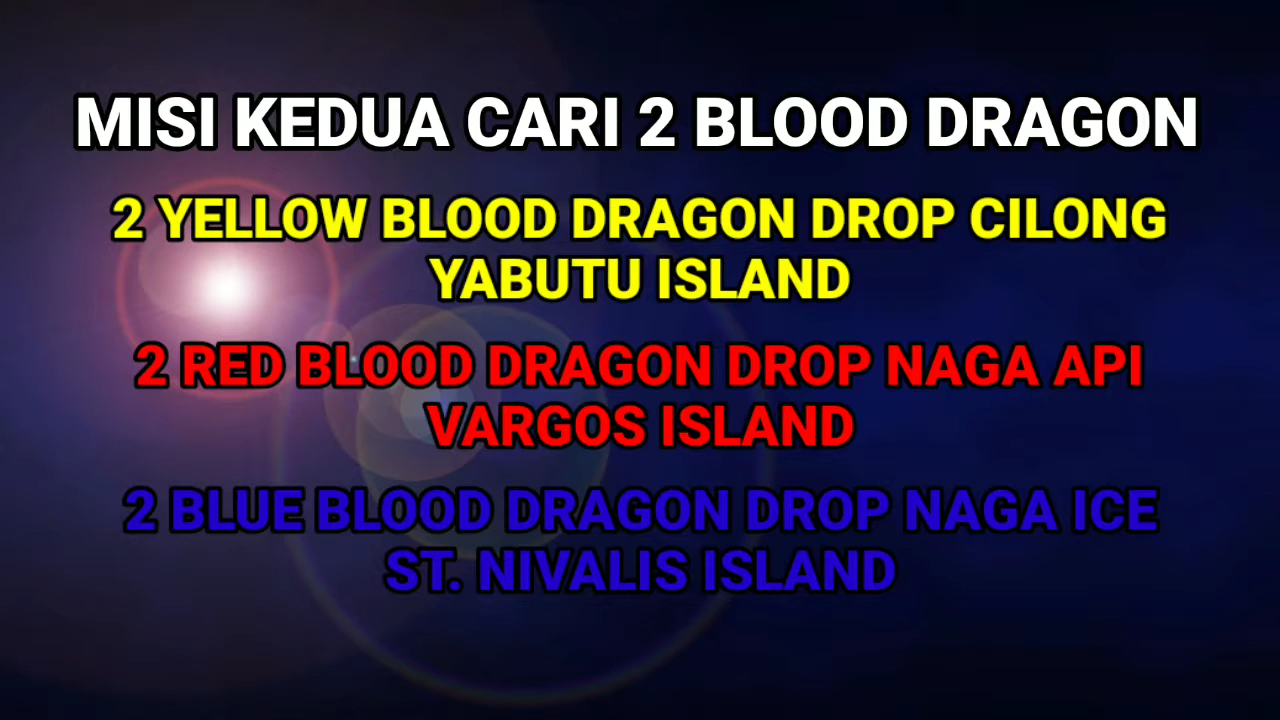 MISI KEDUA CARI 2 BLOOD DRAGON
2 YELLOW BLOOD DRAGON DROP CILONG
YABUTU ISLAND
2 RED BLOOD DRAGON DROP NAGA API
VARGOS ISLAND
2 BLUE BLOOD DRAGON DROP NAGA ICE
ST. NIVALIS ISLAND